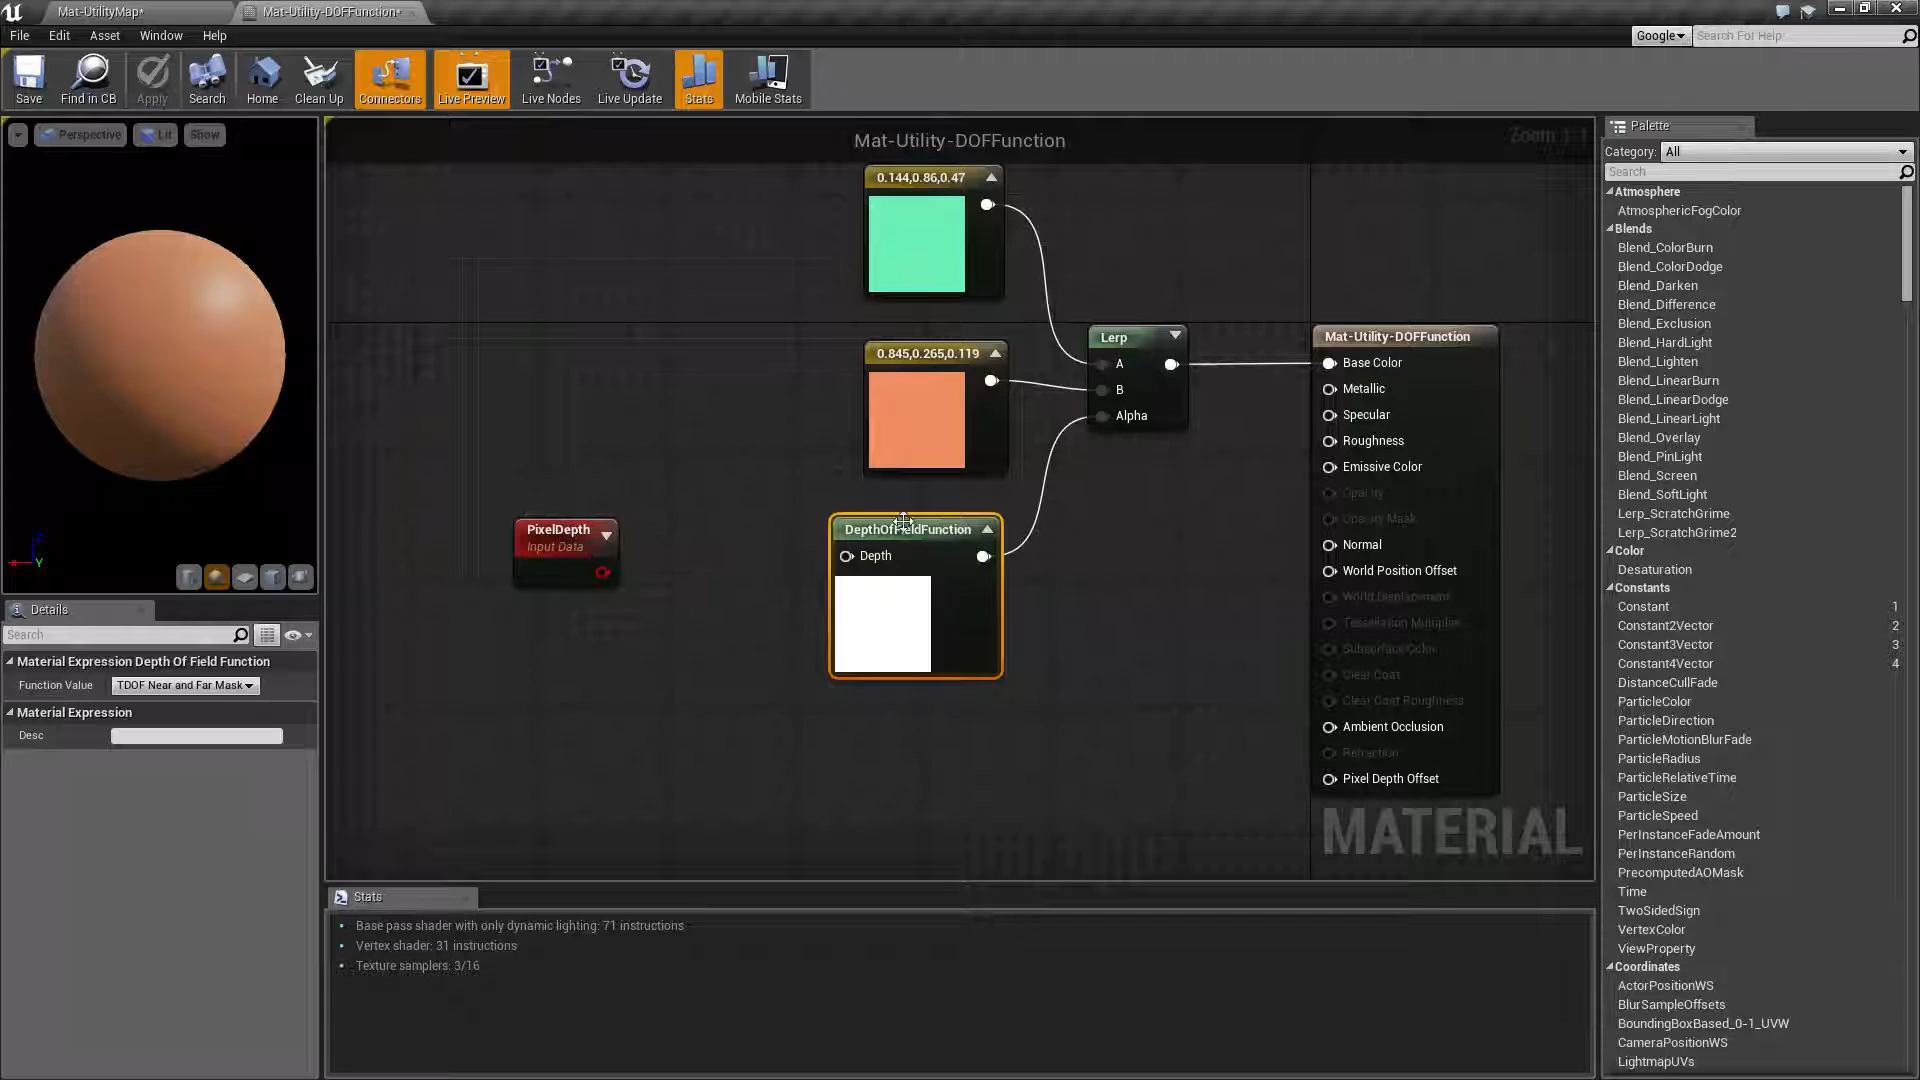 Mat-UtilityMap*
Mat-Utility-DOFFunction*
File Edit Asset Window Help
Google
Search For Help
Save
Find in CB
Apply
Search
Home
Clean Up
Connectors
Live Preview
Live Nodes
Live Update
Stats
Mobile Stats
Perspective
Lit
Show
Y
Mat-Utility-DOFFunction
Zoom 1:1
0.144,0.86,0.47
0.845,0.265,0.119
Lerp
A
B
Alpha
PixelDepth
Input Data
DepthOfFieldFunction
Depth
Mat-Utility-DOFFunction
Base Color
Metallic
Specular
Roughness
Emissive Color
Opacity
Opacity Mask
Normal
World Position Offset
World Displacement
Tessellation Multiplier
Subsurface Color
Clear Coat
Clear Coat Roughness
Ambient Occlusion
Refraction
Pixel Depth Offset
MATERIAL
Details
Search
Material Expression Depth Of Field Function
Function Value
TDOF Near and Far Mask
Material Expression
Desc
Stats
Base pass shader with only dynamic lighting: 71 instructions
Vertex shader: 31 instructions
Texture samplers: 3/16
Palette
Category: All
Search
Atmosphere
AtmosphericFogColor
Blends
Blend_ColorBurn
Blend_ColorDodge
Blend_Darken
Blend_Difference
Blend_Exclusion
Blend_HardLight
Blend_Lighten
Blend_LinearBurn
Blend_LinearDodge
Blend_LinearLight
Blend_Overlay
Blend_PinLight
Blend_Screen
Blend_SoftLight
Lerp_ScratchGrime
Lerp_ScratchGrime2
Color
Desaturation
Constants
Constant 1
Constant2Vector 2
Constant3Vector 3
Constant4Vector 4
DistanceCullFade
ParticleColor
ParticleDirection
ParticleMotionBlurFade
ParticleRadius
ParticleRelativeTime
ParticleSize
ParticleSpeed
PerInstanceFadeAmount
PerInstanceRandom
PrecomputedAOMask
Time
TwoSidedSign
VertexColor
ViewProperty
Coordinates
ActorPositionWS
BlurSampleOffsets
BoundingBoxBased_0-1_UVW
CameraPositionWS
LightmapUVs